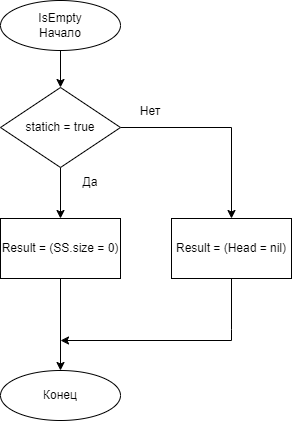 IsEmpty
Начало
statich = true
Нет
Да
Result = (SS.size = 0)
Result = (Head = nil)
Конец